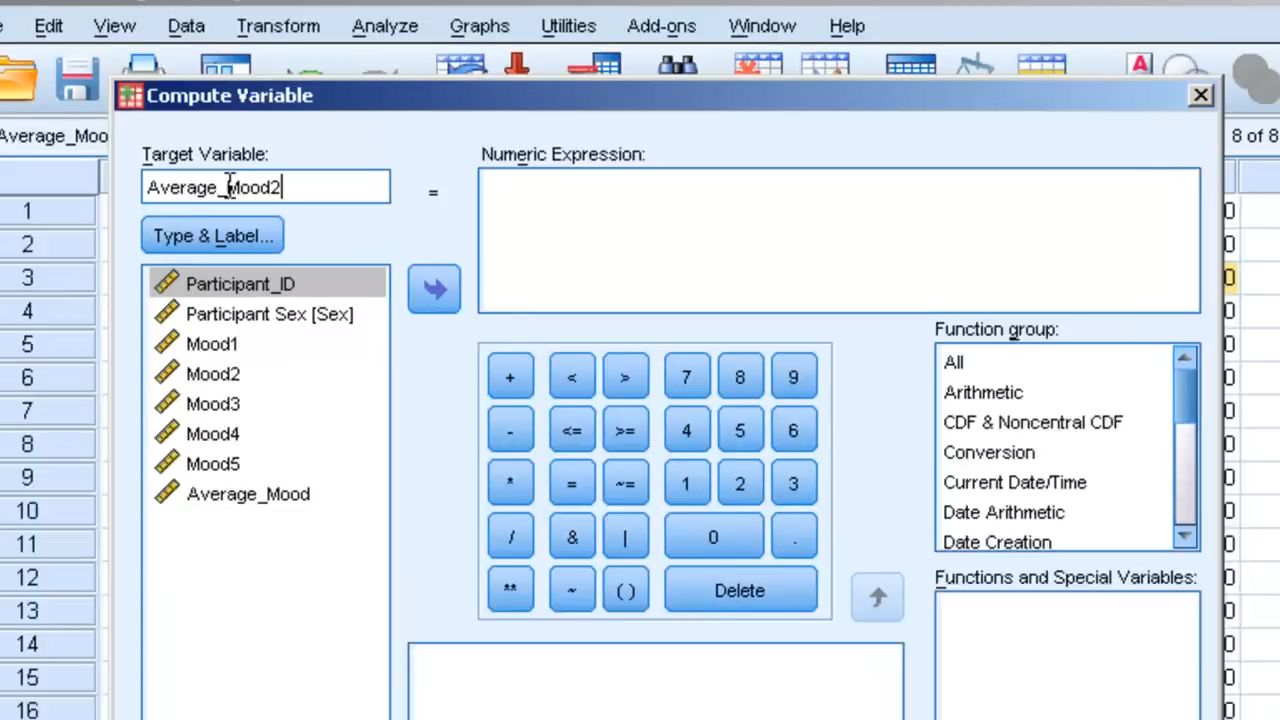 Edit View Data Transform Analyze Graphs Utilities Add-ons Window Help
A
Compute Variable
Average_Moo
8 of 8
Target Variable:
Numeric Expression:
Average_Mood2
=
Type & Label...
Participant_ID
Participant Sex [Sex]
Mood1
Mood2
Mood3
Mood4
Mood5
Average_Mood
+ < > 7 8 9
- <= >= 4 5 6
* = ~= 1 2 3
/ & | 0 .
** ~ ( ) Delete
Function group:
All
Arithmetic
CDF & Noncentral CDF
Conversion
Current Date/Time
Date Arithmetic
Date Creation
Functions and Special Variables:
1
2
3
4
5
6
7
8
9
10
11
12
13
14
15
16